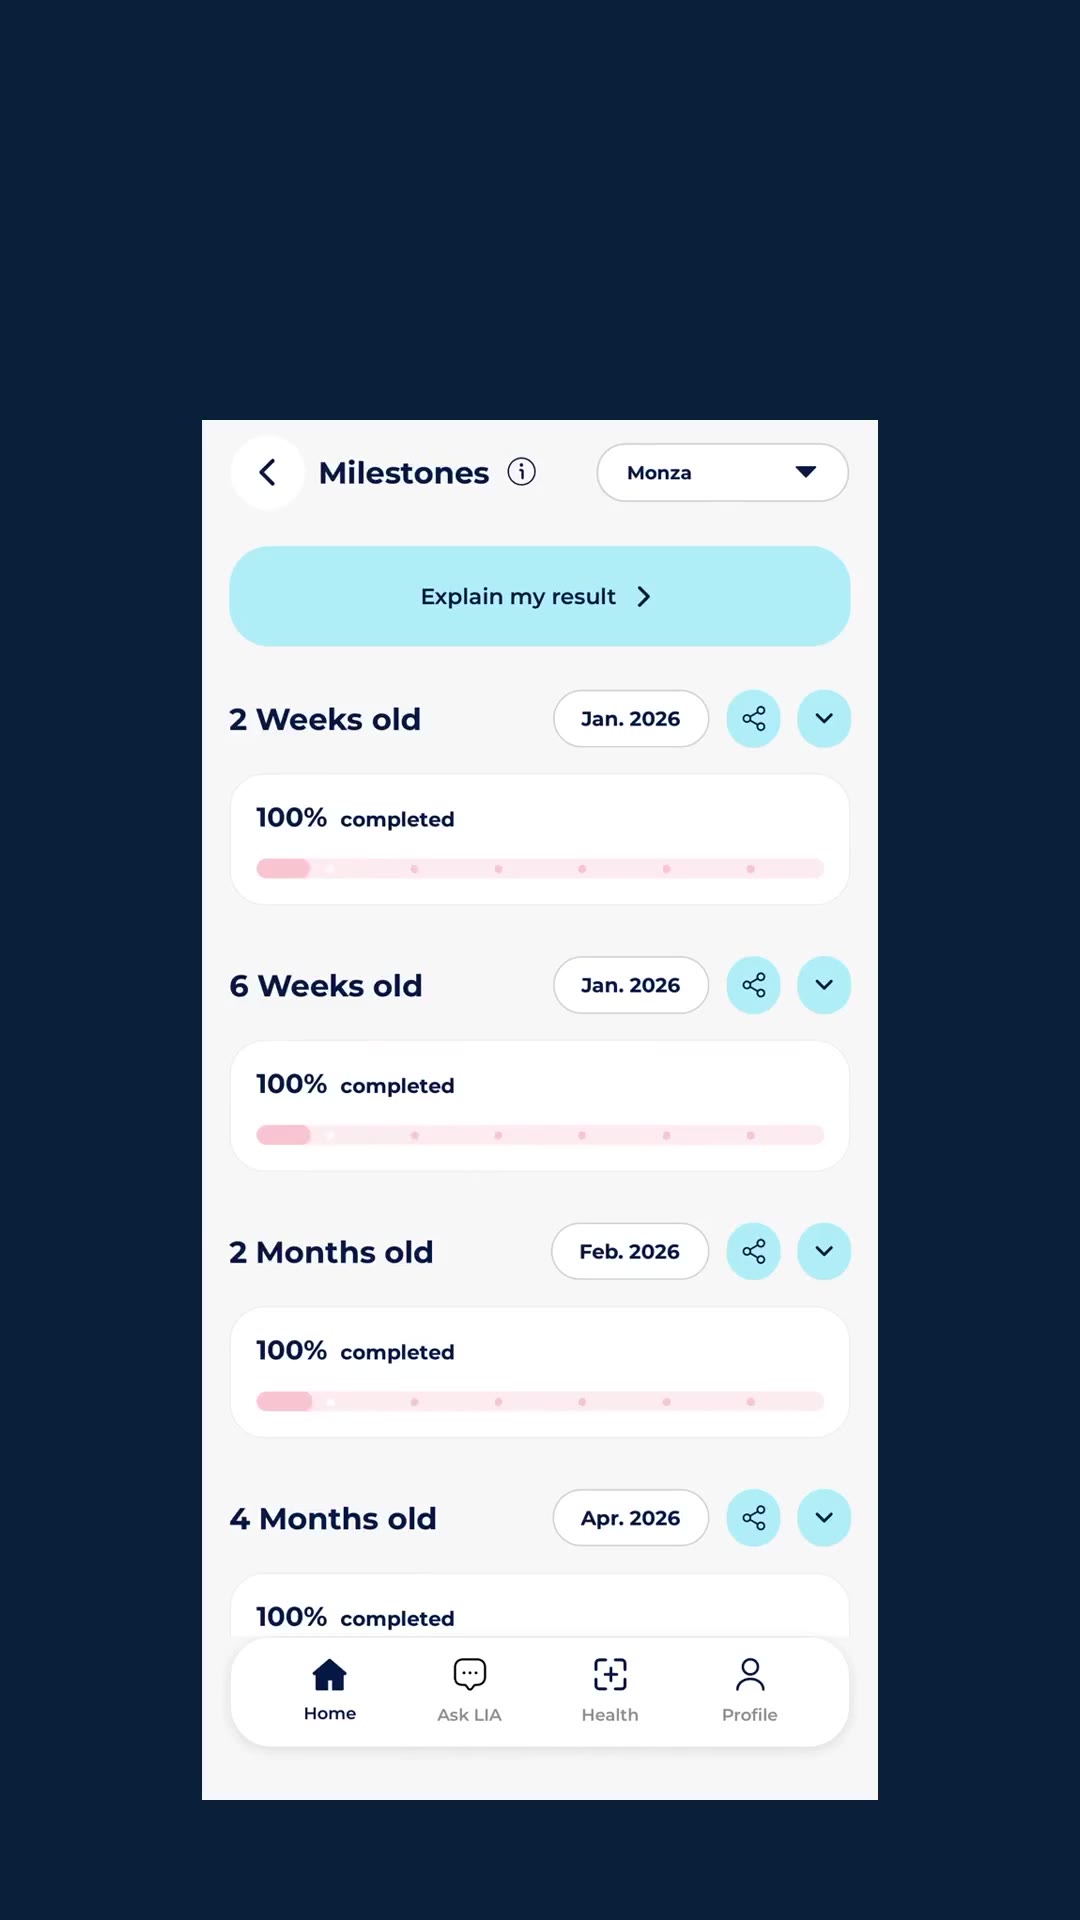 Milestones
Monza
Explain my result
2 Weeks old
Jan. 2026
100% completed
6 Weeks old
Jan. 2026
100% completed
2 Months old
Feb. 2026
100% completed
4 Months old
Apr. 2026
100% completed
Home
Ask LIA
Health
Profile